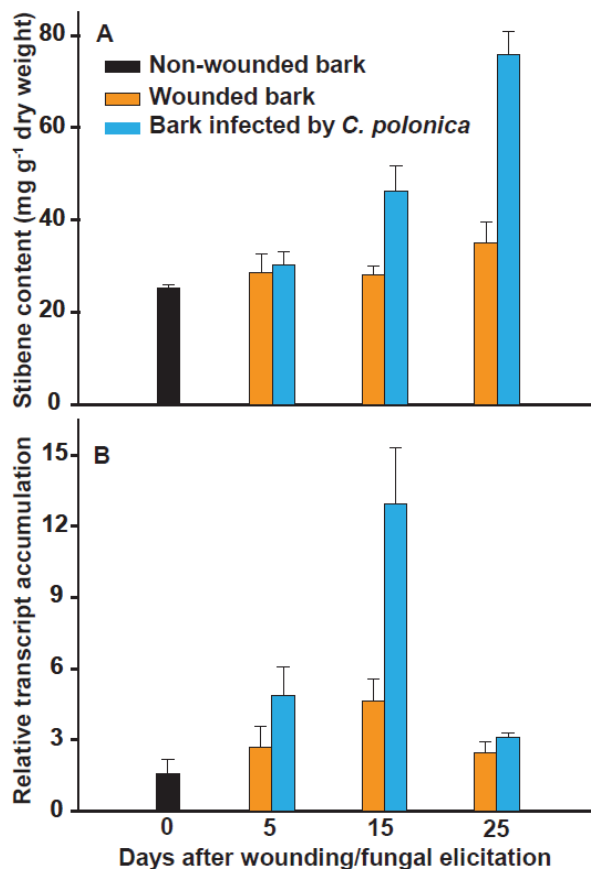 A
Non-wounded bark
Wounded bark
Bark infected by C. polonica
Stibene content (mg g⁻¹ dry weight)
80
60
40
20
0
B
Relative transcript accumulation
15
12
9
6
3
0
0 5 15 25
Days after wounding/fungal elicitation